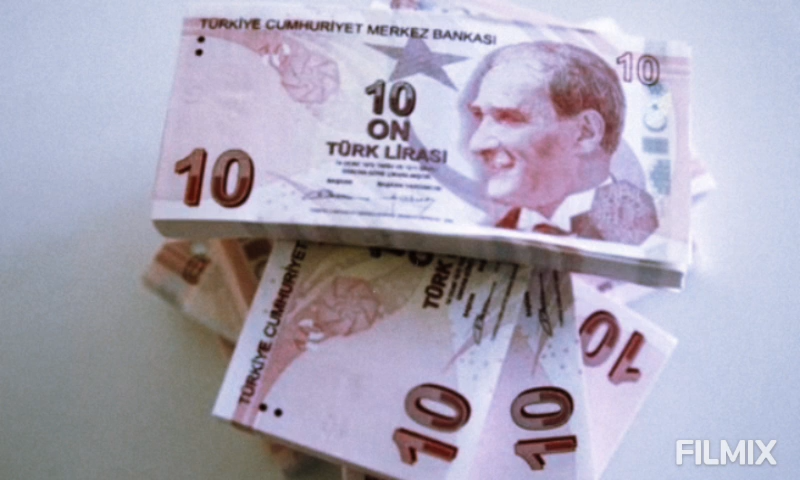 TÜRKİYE CUMHURİYET MERKEZ BANKASI
10
10
ON
TÜRK LİRASI
10
TÜRKİYE CUMHURİYET
TÜRK
10
10
10
FILMIX